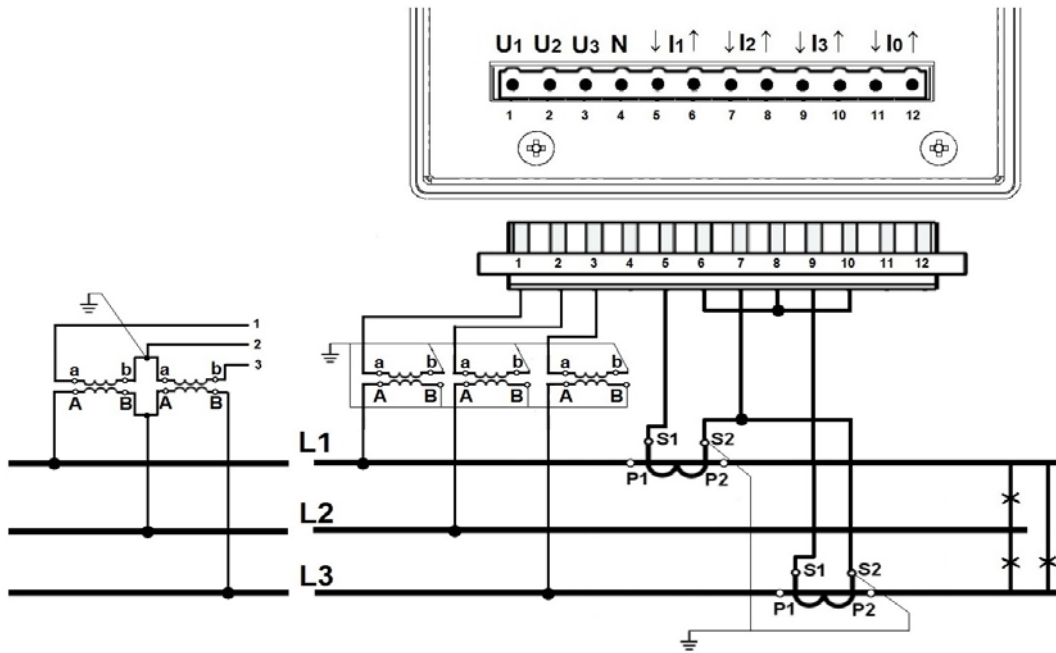 U1 U2 U3 N ↓ I1 ↑ ↓ I2 ↑ ↓ I3 ↑ ↓ I0 ↑
1 2 3 4 5 6 7 8 9 10 11 12
1 2 3 4 5 6 7 8 9 10 11 12
1
2
3
a b a b
A B A B
a b a b a b
A B A B A B
S1 S2
L1
P1 P2
L2
S1 S2
L3
P1 P2